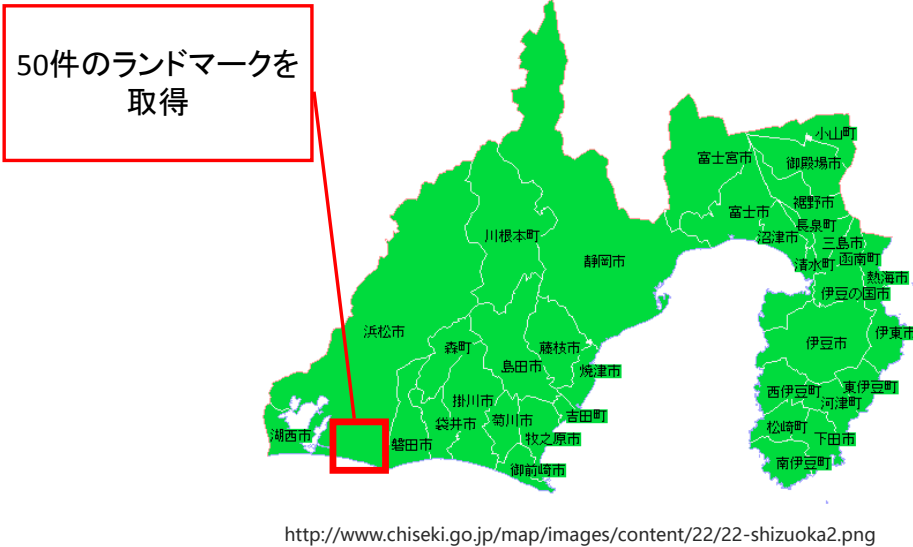 50件のランドマークを
取得
小山町
富士宮市
御殿場市
裾野市
富士市
長泉町
沼津市
三島市
川根本町
函南町
静岡市
清水町
熱海市
伊豆の国市
浜松市
伊東市
伊豆市
森町
藤枝市
島田市
焼津市
西伊豆町
東伊豆町
掛川市
河津町
吉田町
菊川市
袋井市
松崎町
湖西市
牧之原市
下田市
磐田市
南伊豆町
御前崎市
http://www.chiseki.go.jp/map/images/content/22/22-shizuoka2.png